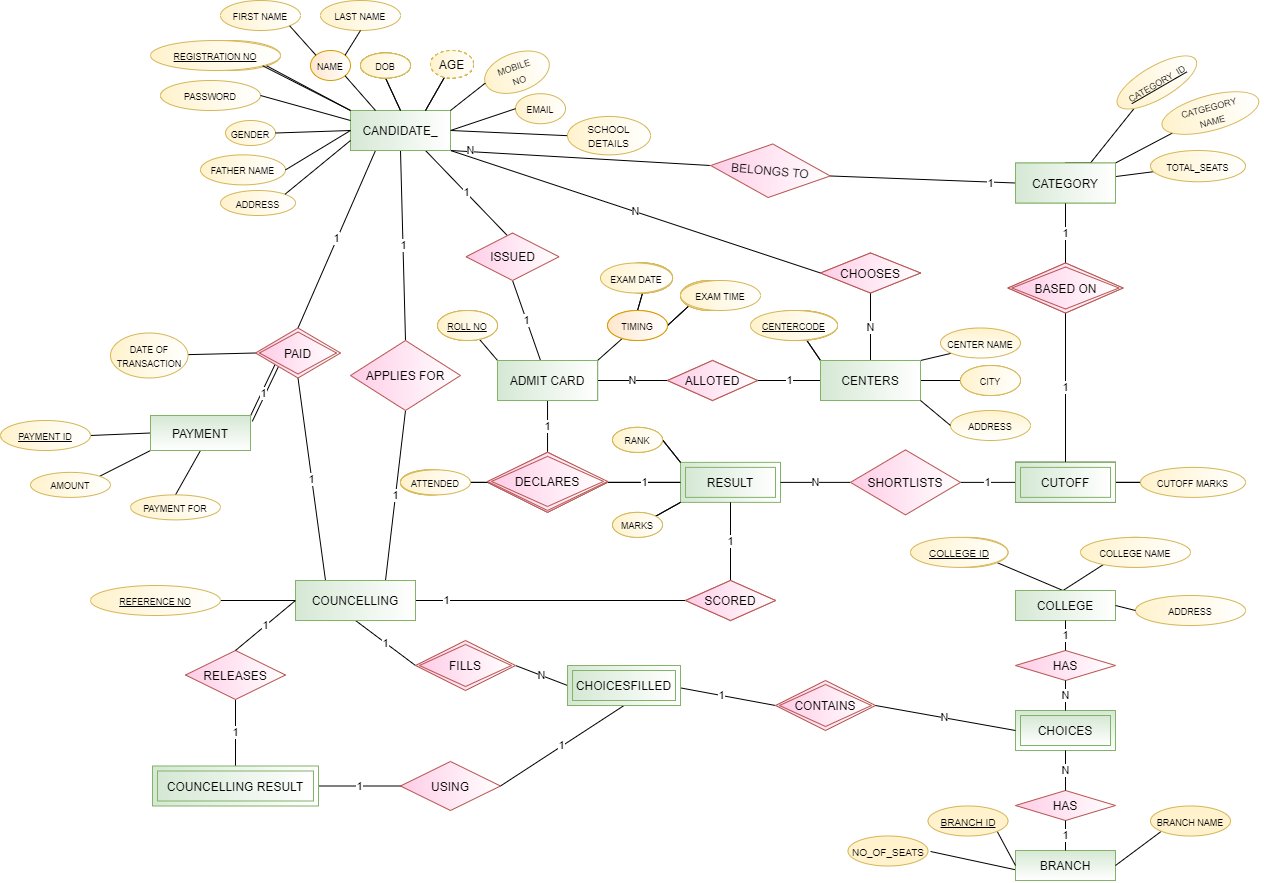 FIRST NAME
LAST NAME
REGISTRATION NO
NAME
DOB
AGE
MOBILE
NO
PASSWORD
EMAIL
GENDER
CANDIDATE_
SCHOOL
DETAILS
FATHER NAME
ADDRESS
N
BELONGS TO
1
CATEGORY_ID
CATGEGORY
NAME
TOTAL_SEATS
CATEGORY
1
1
1
N
1
ISSUED
CHOOSES
BASED ON
EXAM DATE
EXAM TIME
ROLL NO
TIMING
CENTERCODE
N
CENTER NAME
1
DATE OF
TRANSACTION
PAID
APPLIES FOR
ADMIT CARD
N
ALLOTED
1
CENTERS
CITY
1
1
ADDRESS
PAYMENT ID
PAYMENT
1
RANK
AMOUNT
PAYMENT FOR
1
1
ATTENDED
DECLARES
1
RESULT
N
SHORTLISTS
1
CUTOFF
CUTOFF MARKS
MARKS
1
COLLEGE ID
COLLEGE NAME
REFERENCE NO
COUNCELLING
1
SCORED
COLLEGE
ADDRESS
1
1
1
RELEASES
FILLS
N
CHOICESFILLED
1
CONTAINS
N
HAS
N
CHOICES
1
1
N
COUNCELLING RESULT
1
USING
HAS
BRANCH ID
BRANCH NAME
1
NO_OF_SEATS
BRANCH